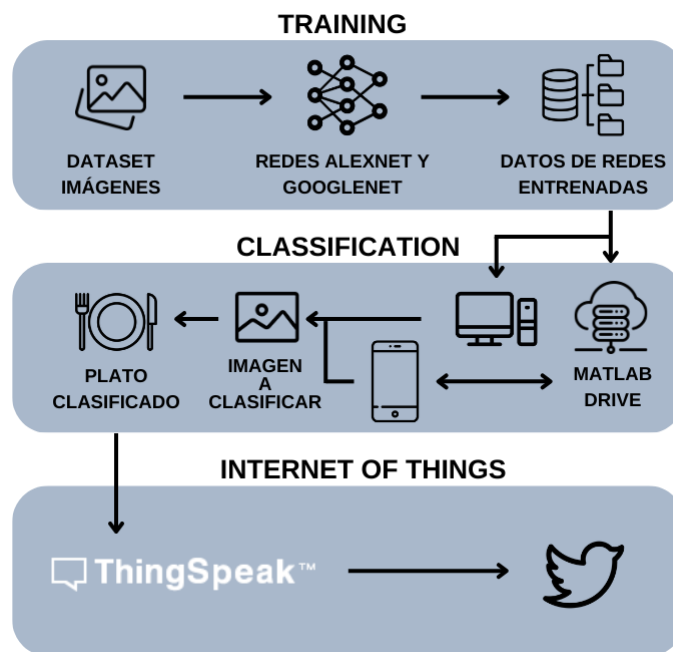 TRAINING
DATASET
IMÁGENES
REDES ALEXNET Y
GOOGLENET
DATOS DE REDES
ENTRENADAS
CLASSIFICATION
PLATO
CLASIFICADO
IMAGEN
A
CLASIFICAR
MATLAB
DRIVE
INTERNET OF THINGS
ThingSpeak™